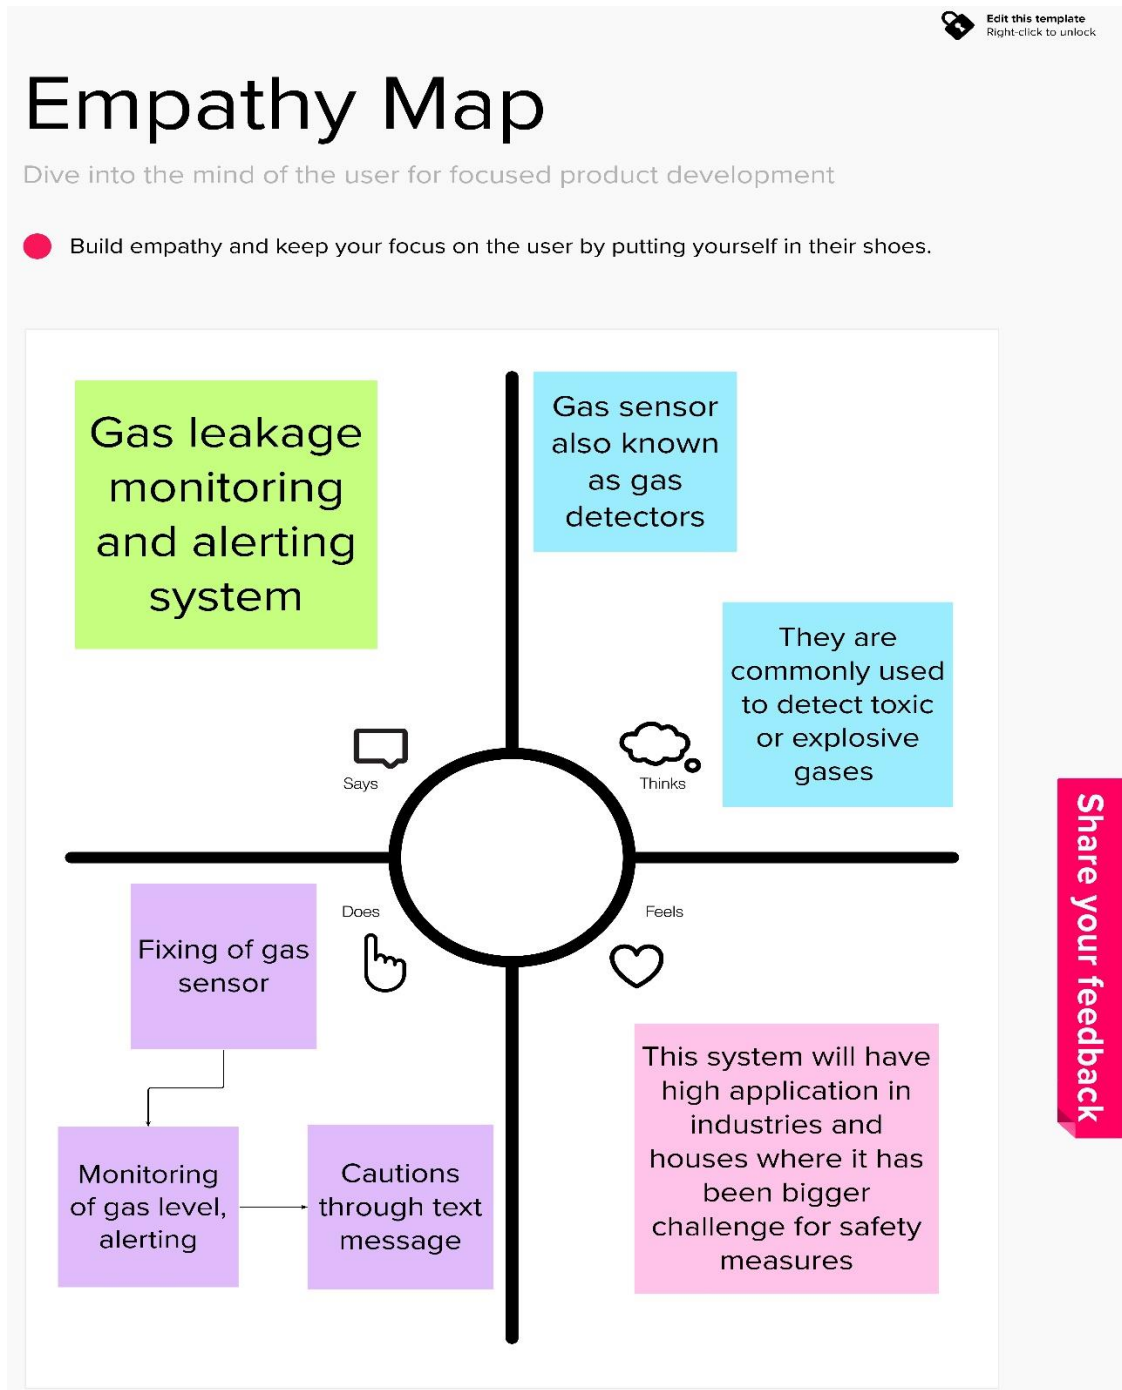 Edit this template
Right-click to unlock
Empathy Map
Dive into the mind of the user for focused product development
Build empathy and keep your focus on the user by putting yourself in their shoes.
Gas leakage
monitoring
and alerting
system
Gas sensor
also known
as gas
detectors
They are
commonly used
to detect toxic
or explosive
gases
Says
Thinks
Does
Feels
Fixing of gas
sensor
Monitoring
of gas level,
alerting
Cautions
through text
message
This system will have
high application in
industries and
houses where it has
been bigger
challenge for safety
measures
Share your feedback